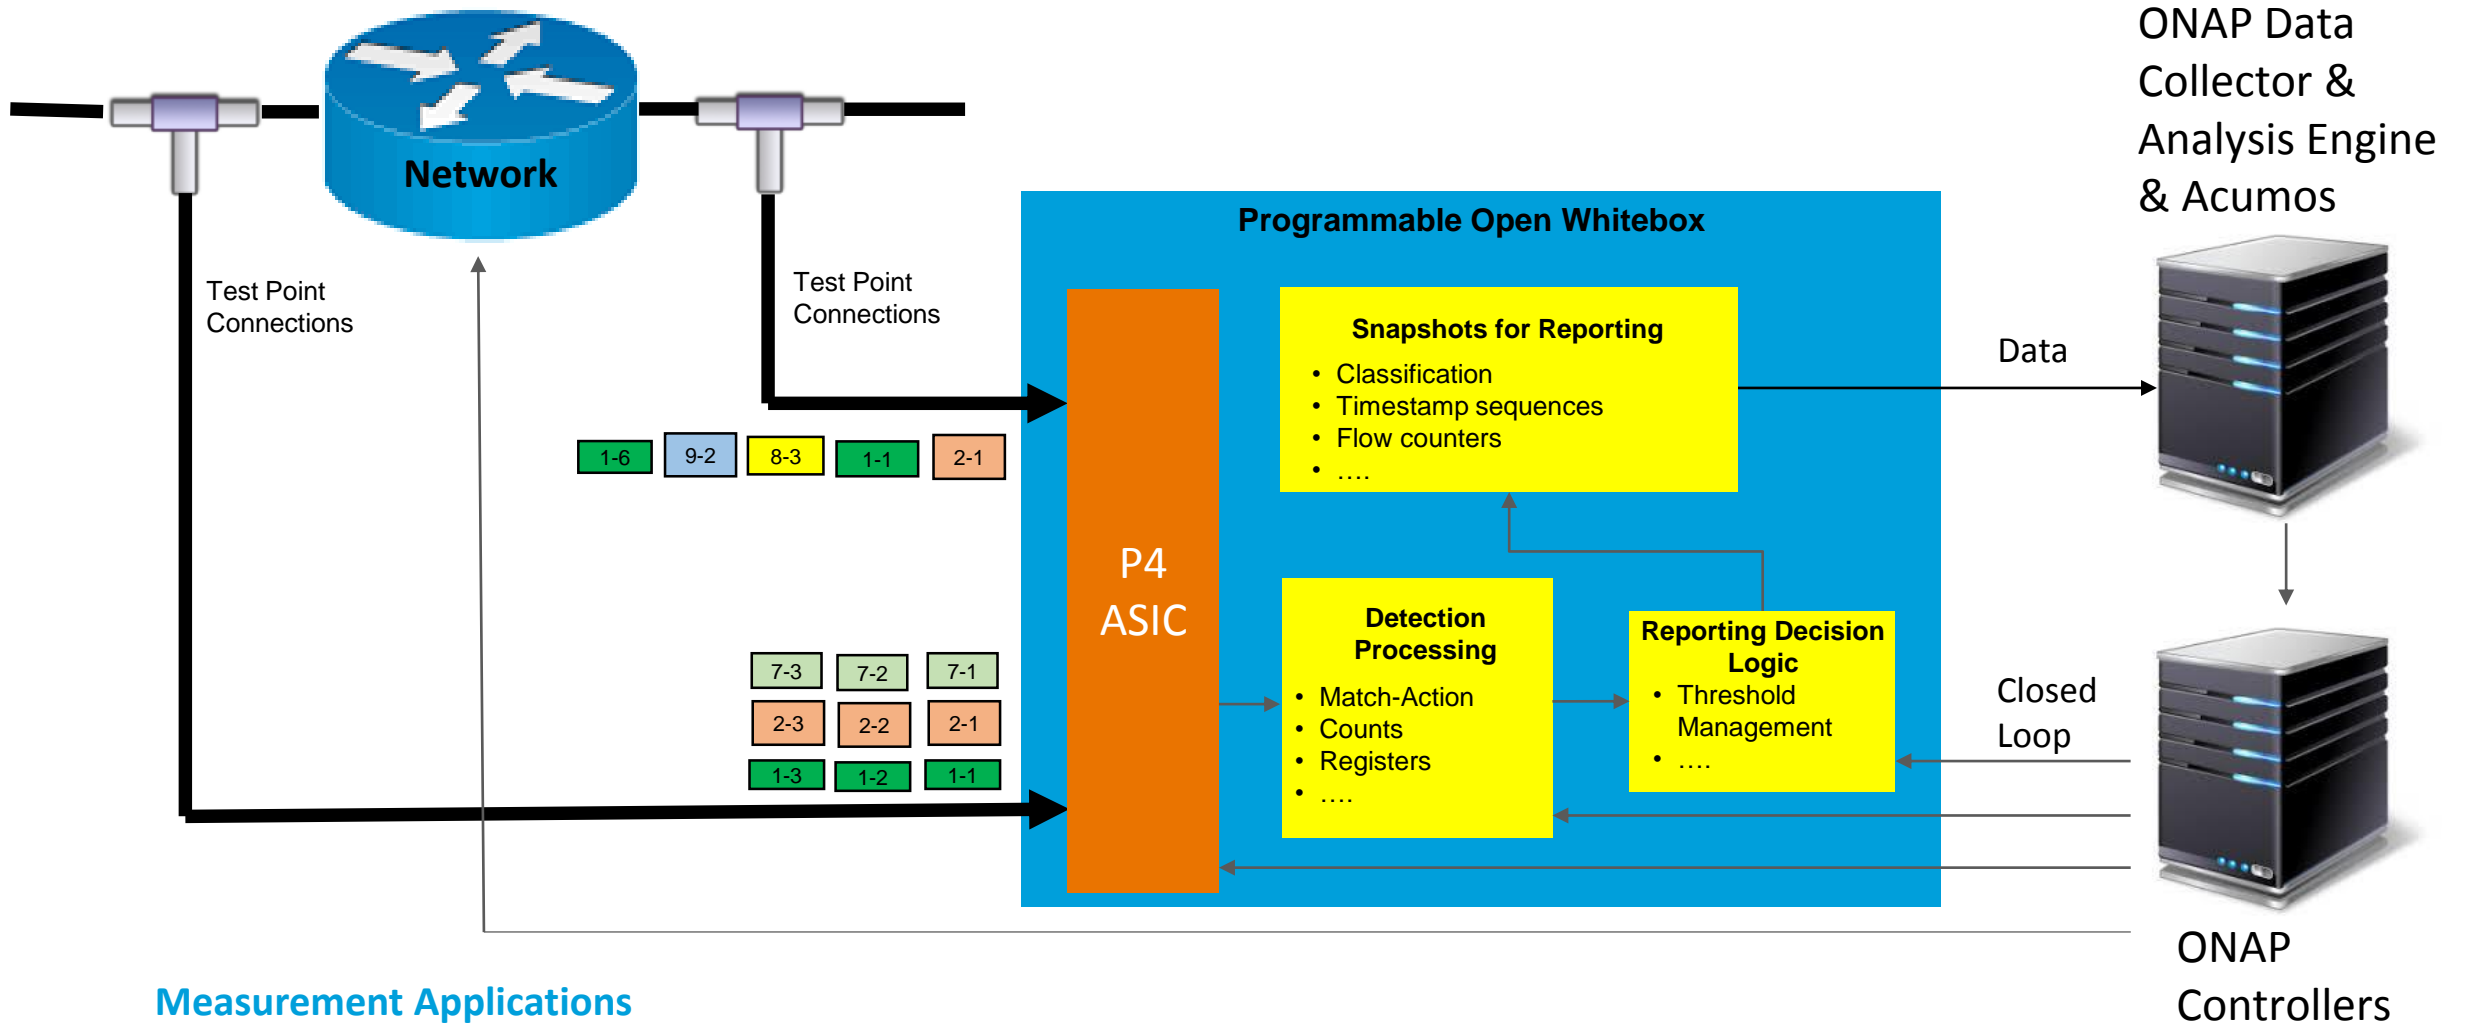 ONAP Data
Collector &
Analysis Engine
& Acumos
Network
Programmable Open Whitebox
Test Point
Connections
Test Point
Connections
Snapshots for Reporting
• Classification
• Timestamp sequences
• Flow counters
• ….
Data
1-6 9-2 8-3 1-1 2-1
P4
ASIC
Detection
Processing
• Match-Action
• Counts
• Registers
• ….
Reporting Decision
Logic
• Threshold
Management
• ….
Closed
Loop
7-3 7-2 7-1
2-3 2-2 2-1
1-3 1-2 1-1
ONAP
Controllers
Measurement Applications